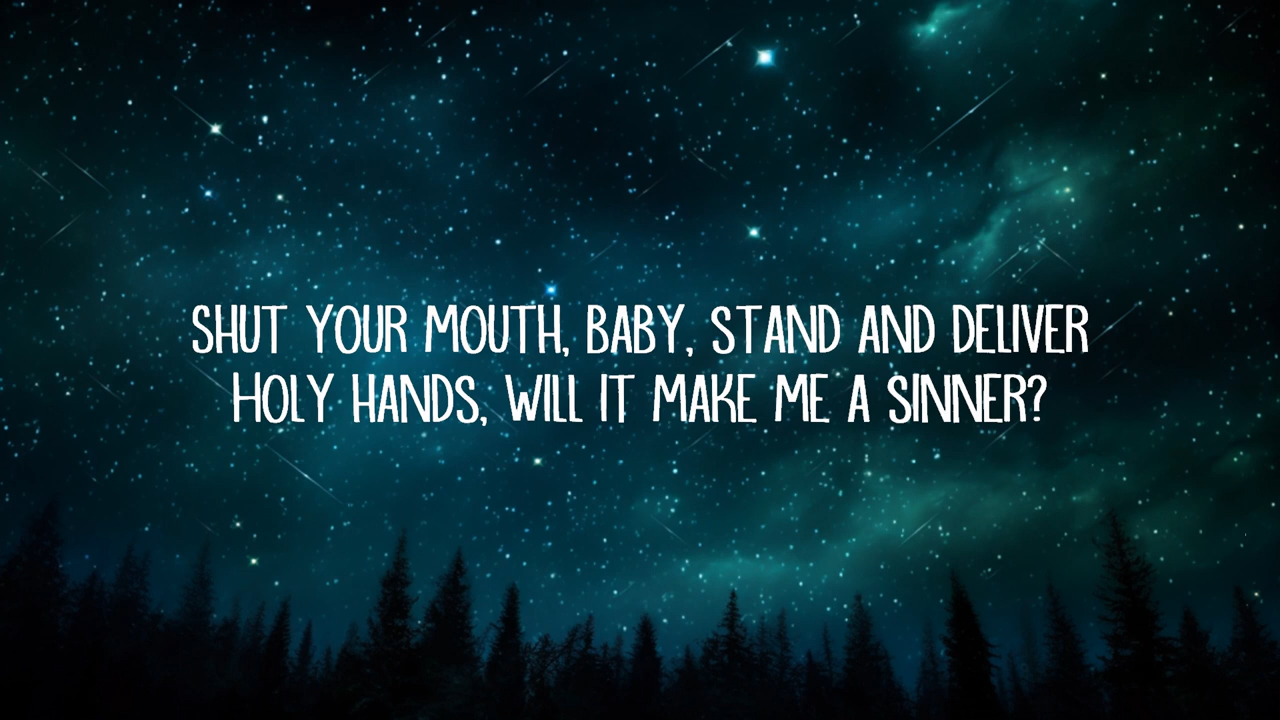 SHUT YOUR MOUTH, BABY, STAND AND DELIVER
HOLY HANDS, WILL IT MAKE ME A SINNER?